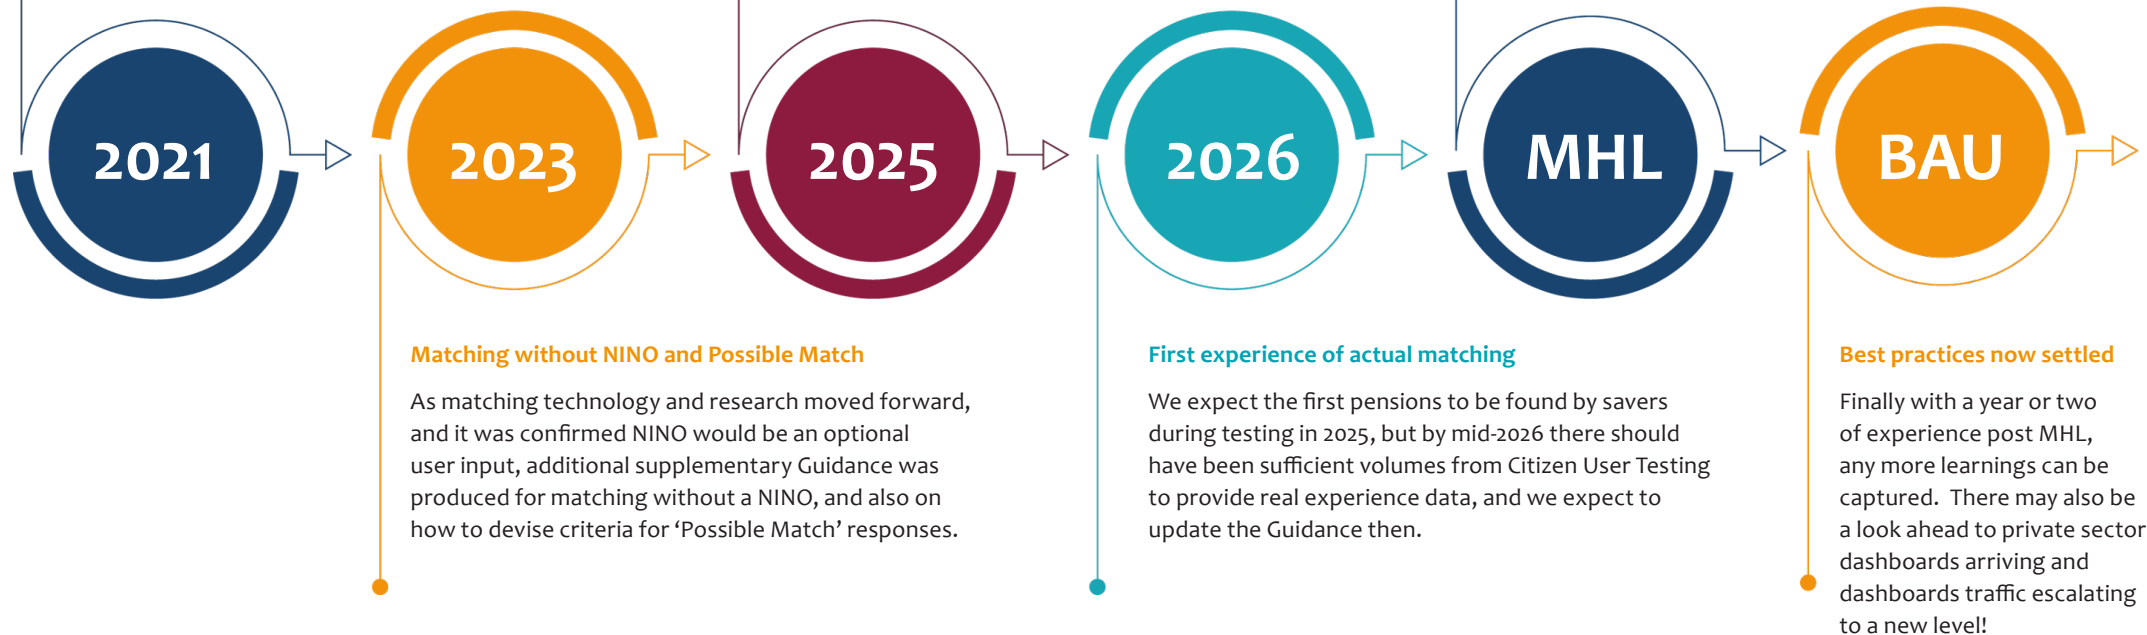 2021
2023
2025
2026
MHL
BAU
Matching without NINO and Possible Match
As matching technology and research moved forward,
and it was confirmed NINO would be an optional
user input, additional supplementary Guidance was
produced for matching without a NINO, and also on
how to devise criteria for ‘Possible Match’ responses.
First experience of actual matching
We expect the first pensions to be found by savers
during testing in 2025, but by mid-2026 there should
have been sufficient volumes from Citizen User Testing
to provide real experience data, and we expect to
update the Guidance then.
Best practices now settled
Finally with a year or two
of experience post MHL,
any more learnings can be
captured.  There may also be
a look ahead to private sector
dashboards arriving and
dashboards traffic escalating
to a new level!